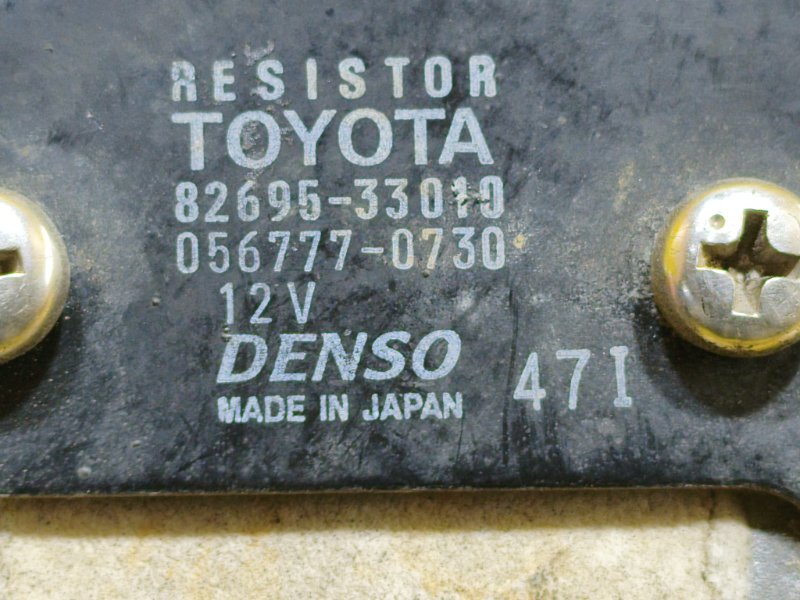 RESISTOR
TOYOTA
82695-33010
056777-0730
12V
DENSO
MADE IN JAPAN
47I